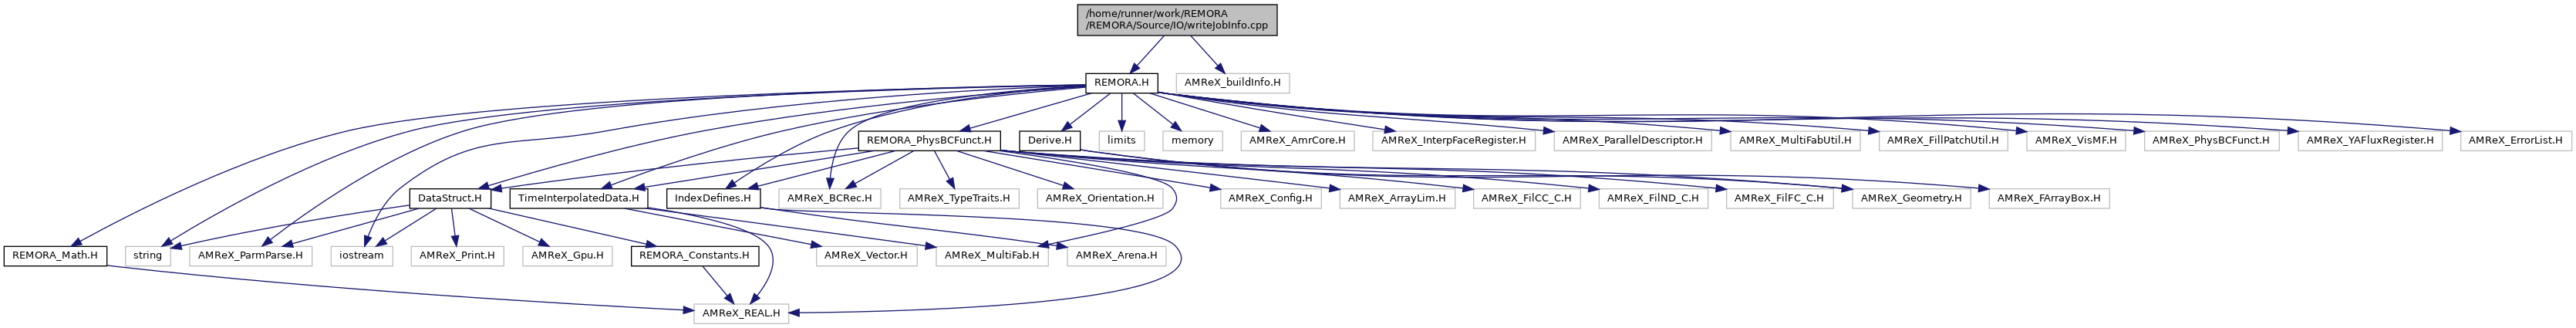 /home/runner/work/REMORA
/REMORA/Source/IO/writeJobInfo.cpp
REMORA.H
AMReX_buildInfo.H
REMORA_PhysBCFunct.H
Derive.H
limits
memory
AMReX_AmrCore.H
AMReX_InterpFaceRegister.H
AMReX_ParallelDescriptor.H
AMReX_MultiFabUtil.H
AMReX_FillPatchUtil.H
AMReX_VisMF.H
AMReX_PhysBCFunct.H
AMReX_YAFluxRegister.H
AMReX_ErrorList.H
DataStruct.H
TimeInterpolatedData.H
IndexDefines.H
AMReX_BCRec.H
AMReX_TypeTraits.H
AMReX_Orientation.H
AMReX_Config.H
AMReX_ArrayLim.H
AMReX_FilCC_C.H
AMReX_FilND_C.H
AMReX_FilFC_C.H
AMReX_Geometry.H
AMReX_FArrayBox.H
REMORA_Math.H
string
AMReX_ParmParse.H
iostream
AMReX_Print.H
AMReX_Gpu.H
REMORA_Constants.H
AMReX_Vector.H
AMReX_MultiFab.H
AMReX_Arena.H
AMReX_REAL.H